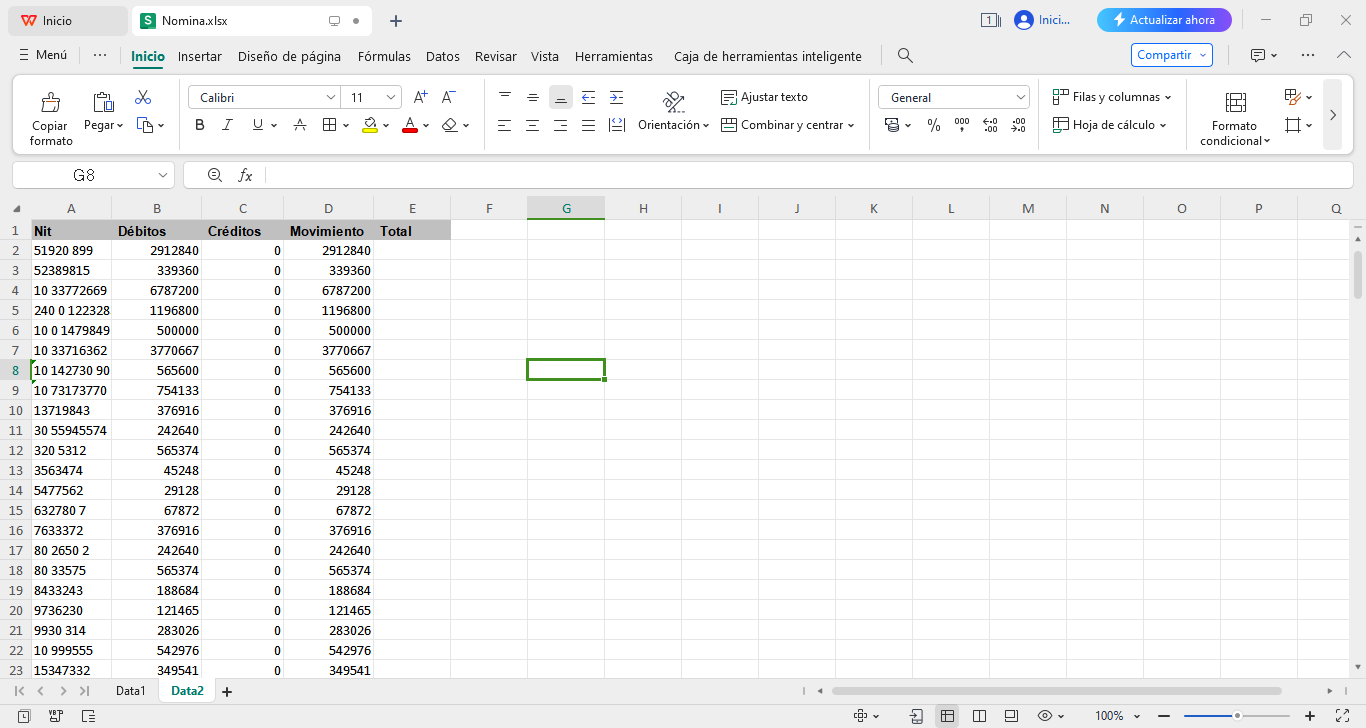 Inicio
Nomina.xlsx
1
Inici...
Actualizar ahora
Menú
Inicio
Insertar
Diseño de página
Fórmulas
Datos
Revisar
Vista
Herramientas
Caja de herramientas inteligente
Compartir
Copiar formato
Pegar
Calibri
11
Orientación
Ajustar texto
Combinar y centrar
General
Filas y columnas
Hoja de cálculo
Formato condicional
G8
fx
A B C D E F G H I J K L M N O P Q
1 Nit Débitos Créditos Movimiento Total
2 51920 899 2912840 0 2912840
3 52389815 339360 0 339360
4 10 33772669 6787200 0 6787200
5 240 0 122328 1196800 0 1196800
6 10 0 1479849 500000 0 500000
7 10 33716362 3770667 0 3770667
8 10 142730 90 565600 0 565600
9 10 73173770 754133 0 754133
10 13719843 376916 0 376916
11 30 55945574 242640 0 242640
12 320 5312 565374 0 565374
13 3563474 45248 0 45248
14 5477562 29128 0 29128
15 632780 7 67872 0 67872
16 7633372 376916 0 376916
17 80 2650 2 242640 0 242640
18 80 33575 565374 0 565374
19 8433243 188684 0 188684
20 9736230 121465 0 121465
21 9930 314 283026 0 283026
22 10 999555 542976 0 542976
23 15347332 349541 0 349541
Data1
Data2
100%